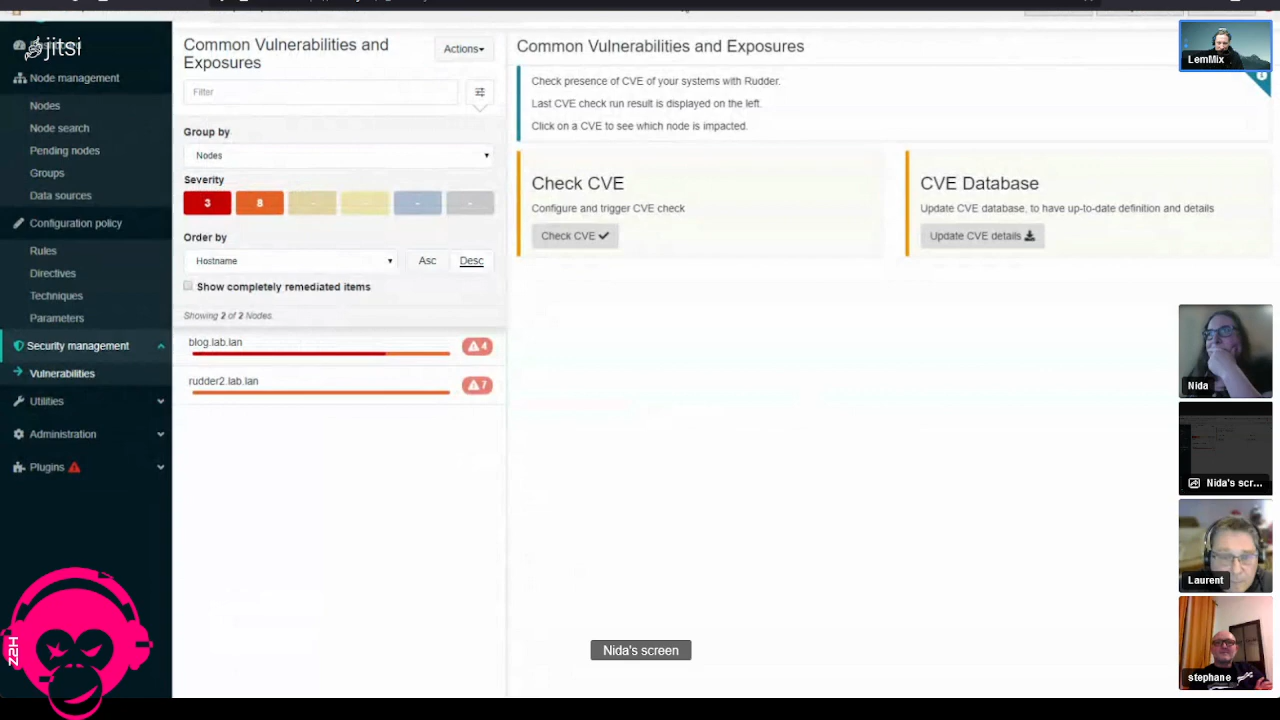 jitsi
Node management
Nodes
Node search
Pending nodes
Groups
Data sources
Configuration policy
Rules
Directives
Techniques
Parameters
Security management
Vulnerabilities
Utilities
Administration
Plugins
Z2H
Common Vulnerabilities and
Exposures
Actions
Filter
Group by
Nodes
Severity
3 8 - - - -
Order by
Hostname Asc Desc
Show completely remediated items
Showing 2 of 2 Nodes.
blog.lab.lan 4
rudder2.lab.lan 7
Common Vulnerabilities and Exposures
Check presence of CVE of your systems with Rudder.
Last CVE check run result is displayed on the left.
Click on a CVE to see which node is impacted.
Check CVE
Configure and trigger CVE check
Check CVE
CVE Database
Update CVE database, to have up-to-date definition and details
Update CVE details
Nida's screen
LemMix
Nida
Nida's scr...
Laurent
stephane